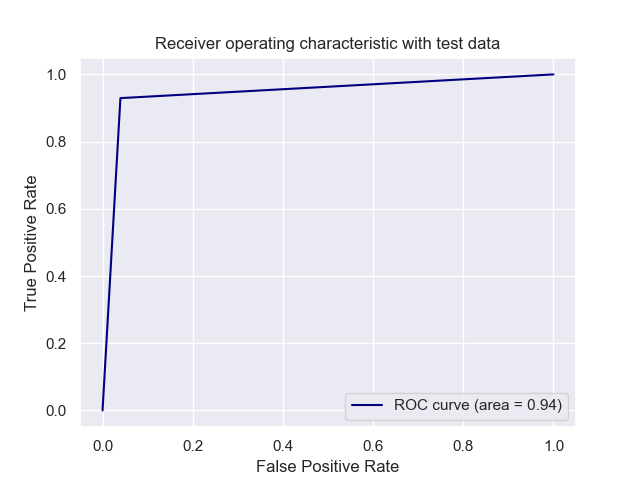 Receiver operating characteristic with test data
1.0
0.8
0.6
0.4
0.2
0.0
True Positive Rate
ROC curve (area = 0.94)
0.0 0.2 0.4 0.6 0.8 1.0
False Positive Rate